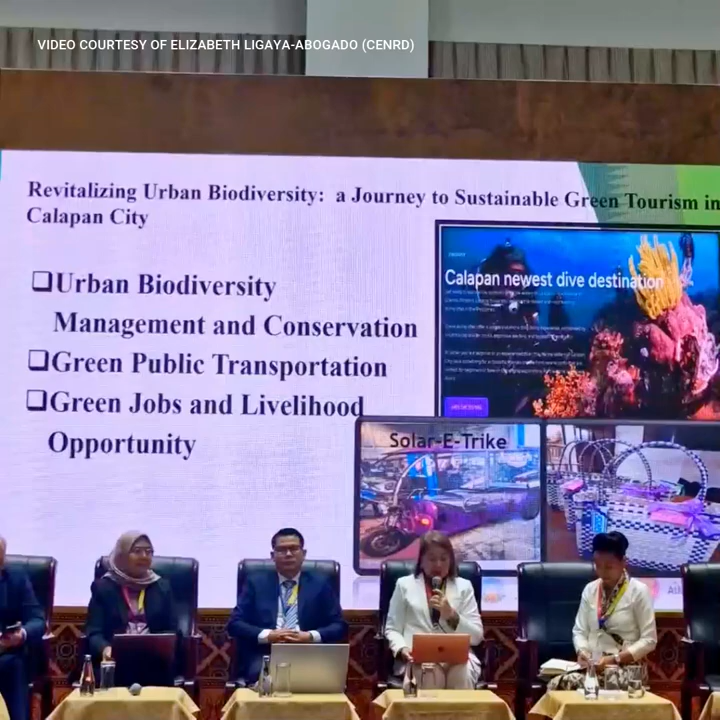 VIDEO COURTESY OF ELIZABETH LIGAYA-ABOGADO (CENRD)
Revitalizing Urban Biodiversity: a Journey to Sustainable Green Tourism in
Calapan City
❑Urban Biodiversity
Management and Conservation
❑Green Public Transportation
❑Green Jobs and Livelihood
Opportunity
Calapan newest dive destination
Solar-E-Trike